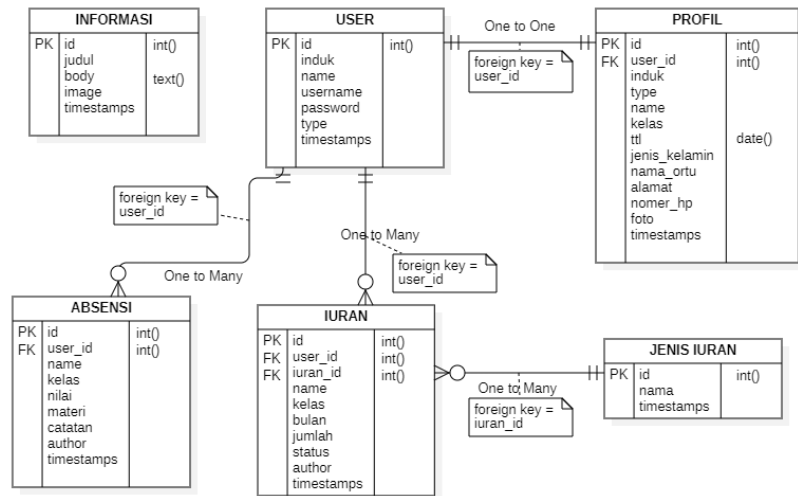 INFORMASI
PK id int()
judul
body text()
image
timestamps
USER
PK id int()
induk
name
username
password
type
timestamps
One to One
foreign key =
user_id
PROFIL
PK id int()
FK user_id int()
induk
type
name
kelas
ttl date()
jenis_kelamin
nama_ortu
alamat
nomer_hp
foto
timestamps
foreign key =
user_id
One to Many
One to Many
foreign key =
user_id
ABSENSI
PK id int()
FK user_id int()
name
kelas
nilai
materi
catatan
author
timestamps
IURAN
PK id int()
FK user_id int()
FK iuran_id int()
name
kelas
bulan
jumlah
status
author
timestamps
One to Many
foreign key =
iuran_id
JENIS IURAN
PK id int()
nama
timestamps